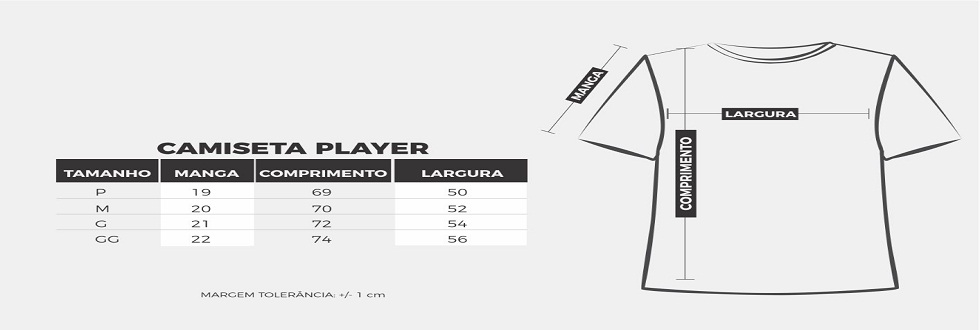 CAMISETA PLAYER
TAMANHO MANGA COMPRIMENTO LARGURA
P 19 69 50
M 20 70 52
G 21 72 54
GG 22 74 56
MARGEM TOLERÂNCIA: +/- 1 cm
MANGA
LARGURA
COMPRIMENTO